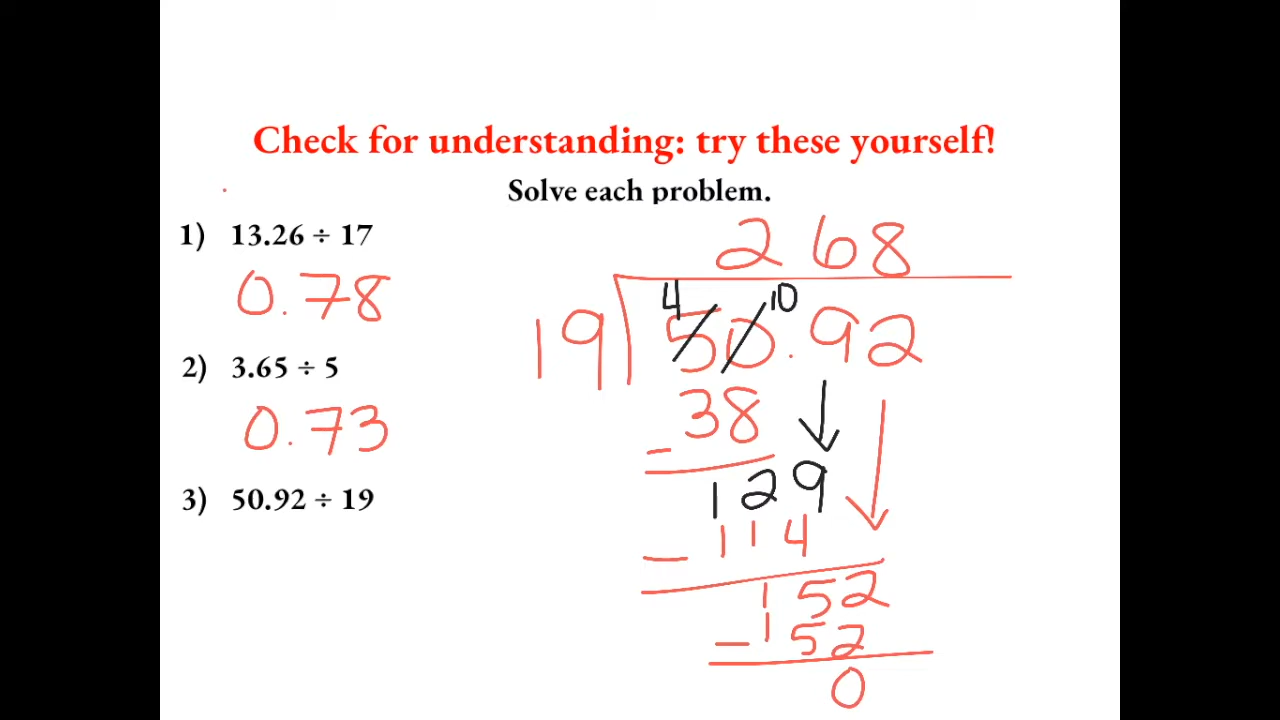 Check for understanding: try these yourself!
Solve each problem.
1) 13.26 ÷ 17
0.78
2) 3.65 ÷ 5
0.73
3) 50.92 ÷ 19
268
4 10
19 50.92
- 38
129
- 114
152
- 152
0